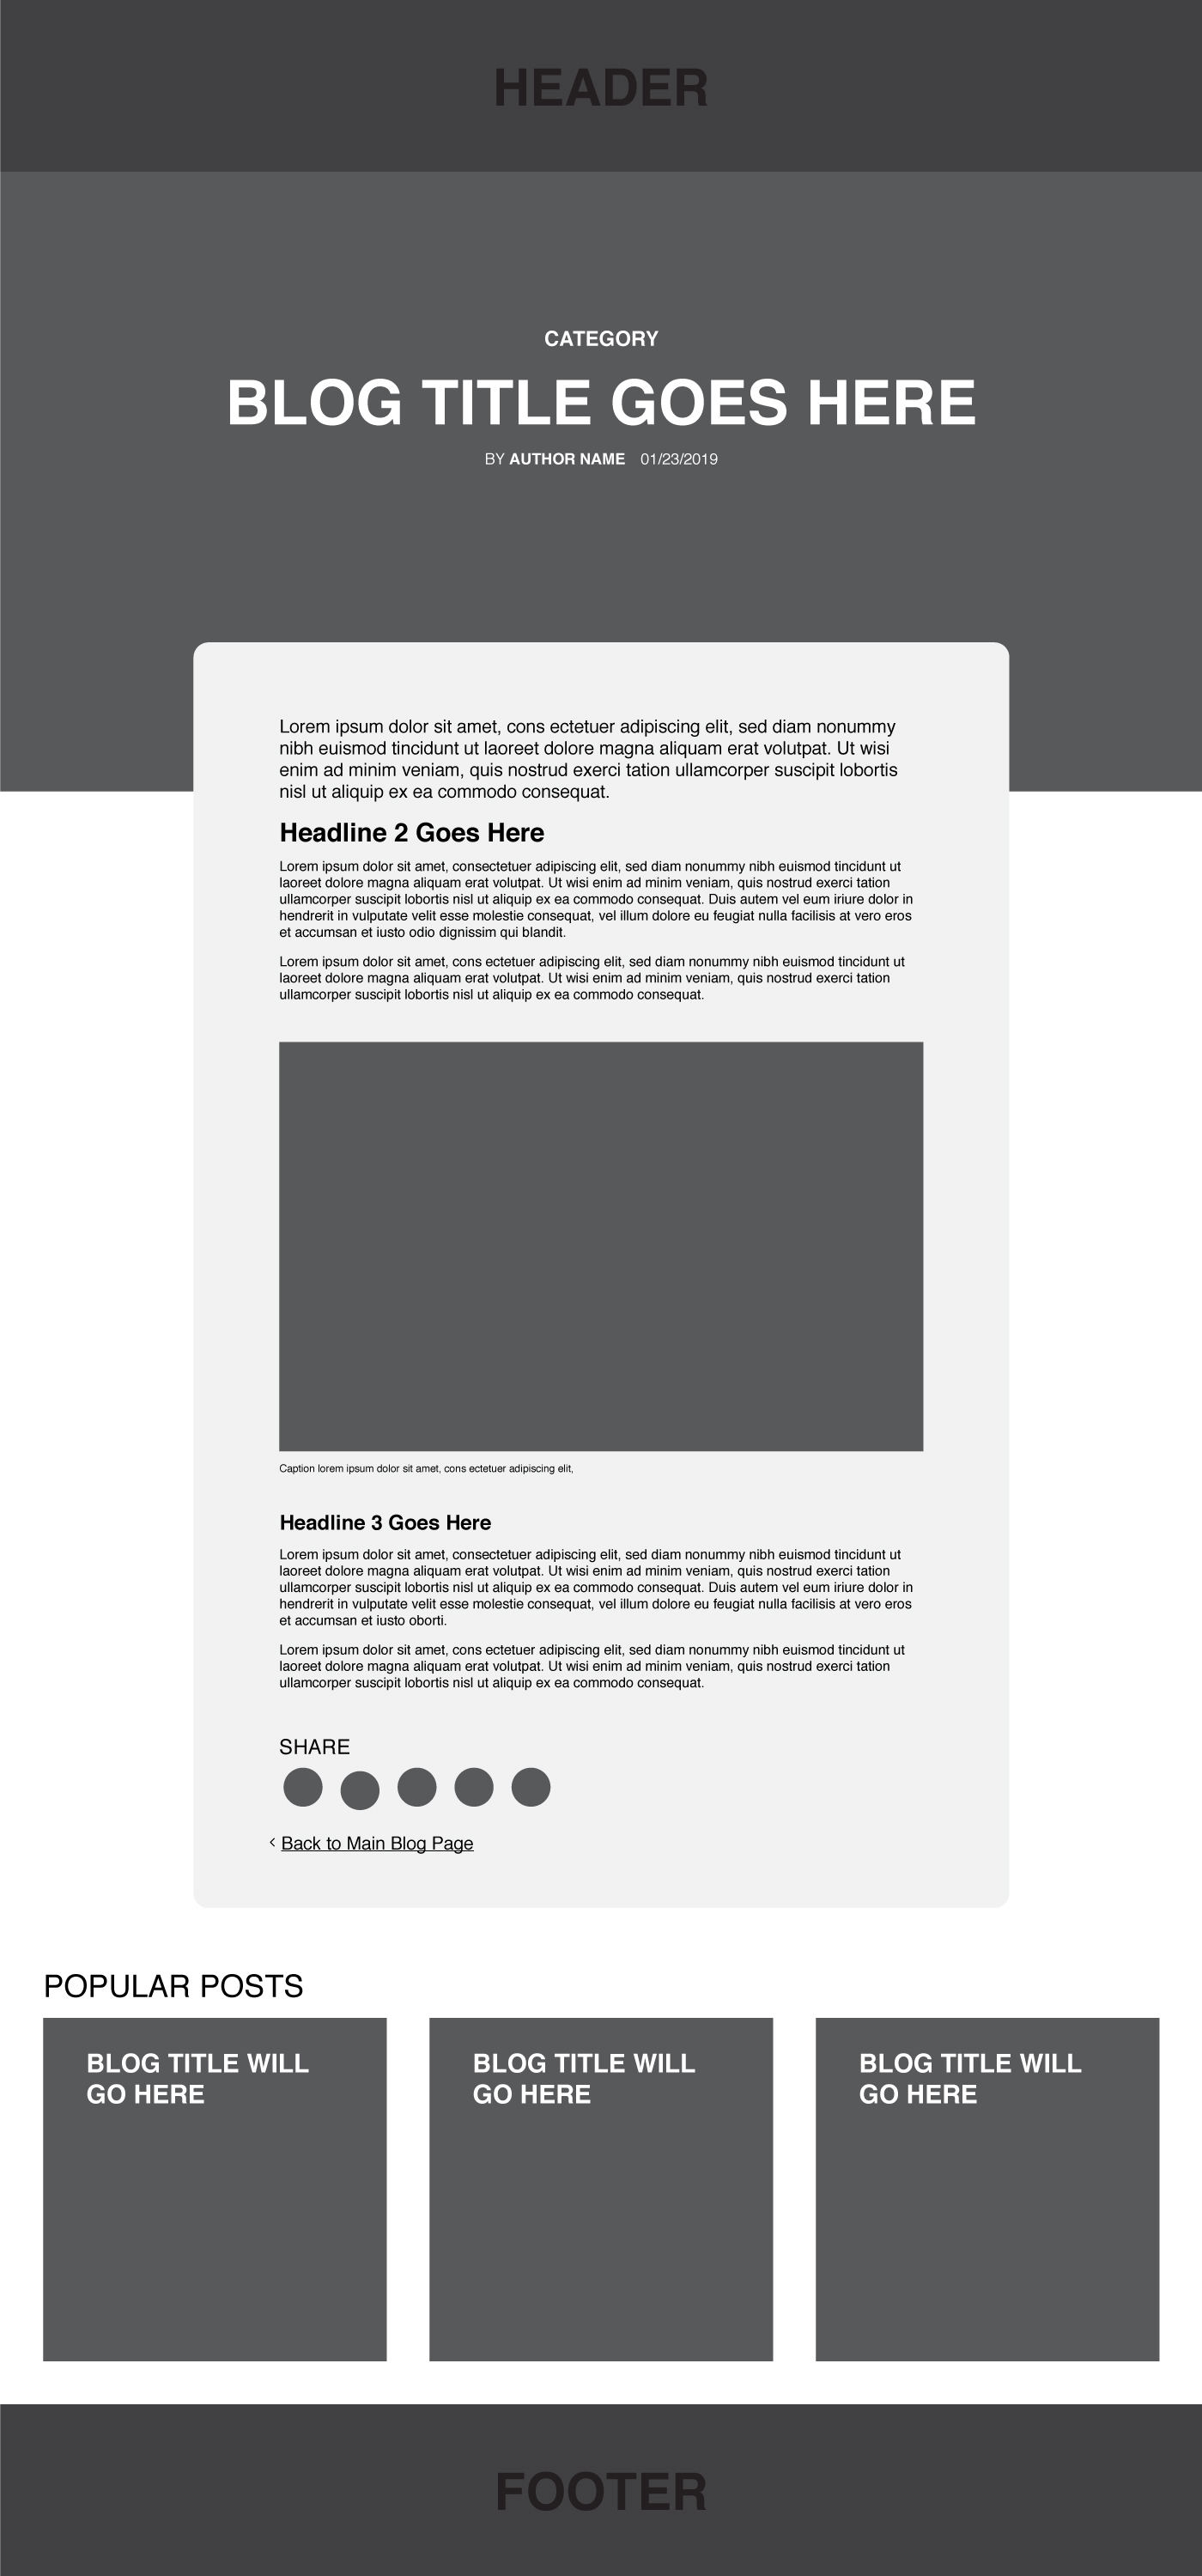 HEADER
CATEGORY
BLOG TITLE GOES HERE
BY AUTHOR NAME 01/23/2019
Lorem ipsum dolor sit amet, cons ectetuer adipiscing elit, sed diam nonummy
nibh euismod tincidunt ut laoreet dolore magna aliquam erat volutpat. Ut wisi
enim ad minim veniam, quis nostrud exerci tation ullamcorper suscipit lobortis
nisl ut aliquip ex ea commodo consequat.
Headline 2 Goes Here
Lorem ipsum dolor sit amet, consectetuer adipiscing elit, sed diam nonummy nibh euismod tincidunt ut
laoreet dolore magna aliquam erat volutpat. Ut wisi enim ad minim veniam, quis nostrud exerci tation
ullamcorper suscipit lobortis nisl ut aliquip ex ea commodo consequat. Duis autem vel eum iriure dolor in
hendrerit in vulputate velit esse molestie consequat, vel illum dolore eu feugiat nulla facilisis at vero eros
et accumsan et iusto odio dignissim qui blandit.
Lorem ipsum dolor sit amet, cons ectetuer adipiscing elit, sed diam nonummy nibh euismod tincidunt ut
laoreet dolore magna aliquam erat volutpat. Ut wisi enim ad minim veniam, quis nostrud exerci tation
ullamcorper suscipit lobortis nisl ut aliquip ex ea commodo consequat.
Caption lorem ipsum dolor sit amet, cons ectetuer adipiscing elit,
Headline 3 Goes Here
Lorem ipsum dolor sit amet, consectetuer adipiscing elit, sed diam nonummy nibh euismod tincidunt ut
laoreet dolore magna aliquam erat volutpat. Ut wisi enim ad minim veniam, quis nostrud exerci tation
ullamcorper suscipit lobortis nisl ut aliquip ex ea commodo consequat. Duis autem vel eum iriure dolor in
hendrerit in vulputate velit esse molestie consequat, vel illum dolore eu feugiat nulla facilisis at vero eros
et accumsan et iusto oborti.
Lorem ipsum dolor sit amet, cons ectetuer adipiscing elit, sed diam nonummy nibh euismod tincidunt ut
laoreet dolore magna aliquam erat volutpat. Ut wisi enim ad minim veniam, quis nostrud exerci tation
ullamcorper suscipit lobortis nisl ut aliquip ex ea commodo consequat.
SHARE
< Back to Main Blog Page
POPULAR POSTS
BLOG TITLE WILL
GO HERE
BLOG TITLE WILL
GO HERE
BLOG TITLE WILL
GO HERE
FOOTER